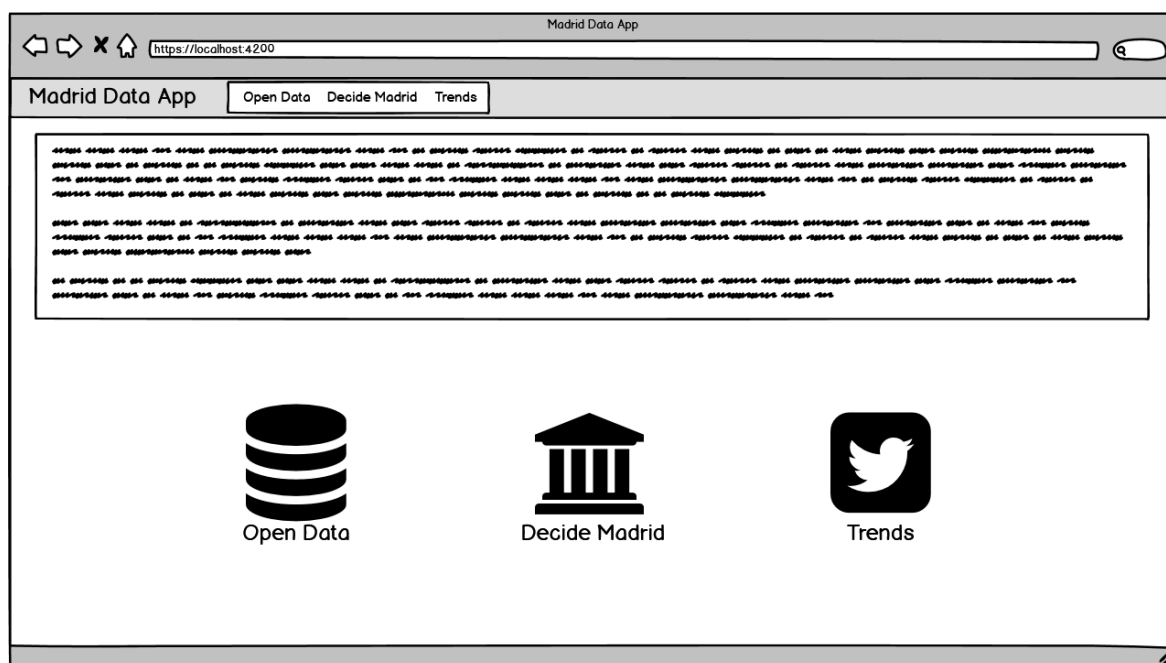 Madrid Data App
https://localhost:4200
Madrid Data App
Open Data Decide Madrid Trends
Open Data Decide Madrid Trends